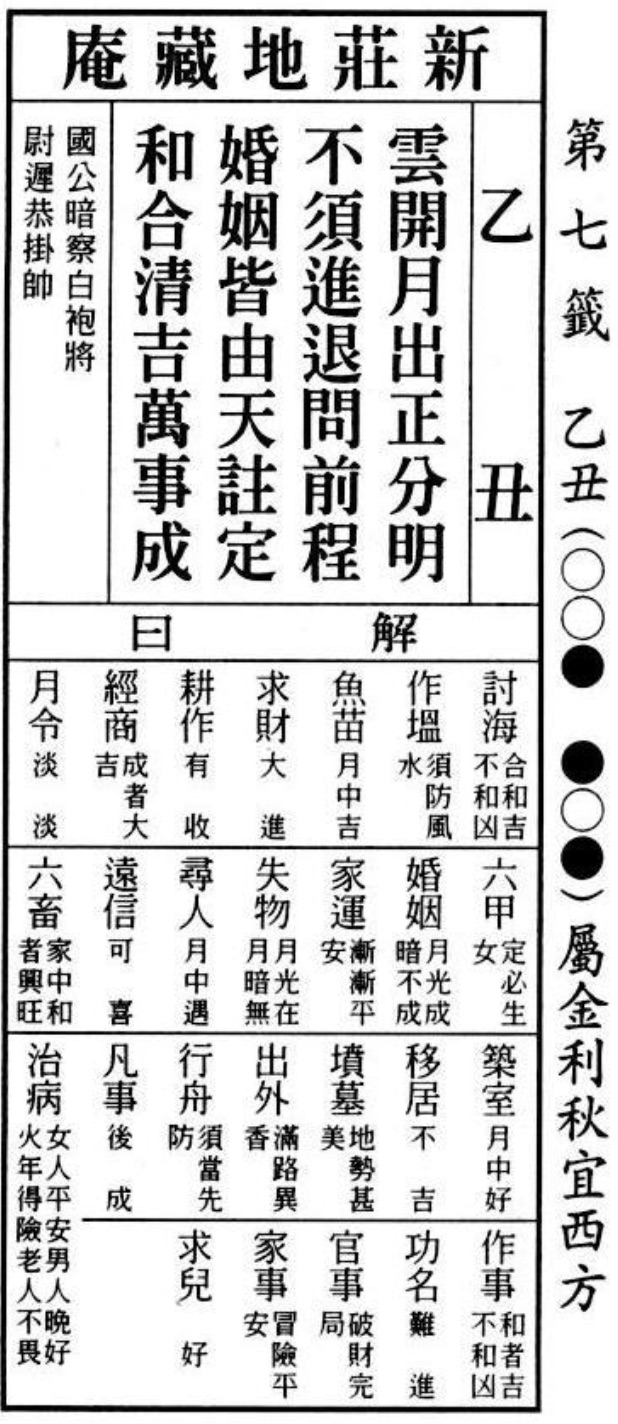 第七籤 乙丑(○○● ●○●)屬金利秋宜西方
新莊地藏庵
乙丑
雲開月出正分明
不須進退問前程
婚姻皆由天註定
和合清吉萬事成
國公暗察白袍將
尉遲恭掛帥
解曰
討海 合和吉不和凶
作塭 須防風水
魚苗 月中吉
求財 大進
耕作 有收
經商 成者大吉
月令 淡淡
六甲 定必生女
婚姻 月光成暗不成
家運 漸漸平安
失物 月光在月暗無
尋人 月中遇
遠信 可喜
六畜 家中和者興旺
築室 月中好
移居 不吉
墳墓 地勢甚美
出外 滿路異香
行舟 須當先防
凡事 後成
治病 女人平安男人晚好火年得險老人不畏
作事 和者吉不和凶
功名 難進
官事 破財完局
家事 冒險平安
求兒 好